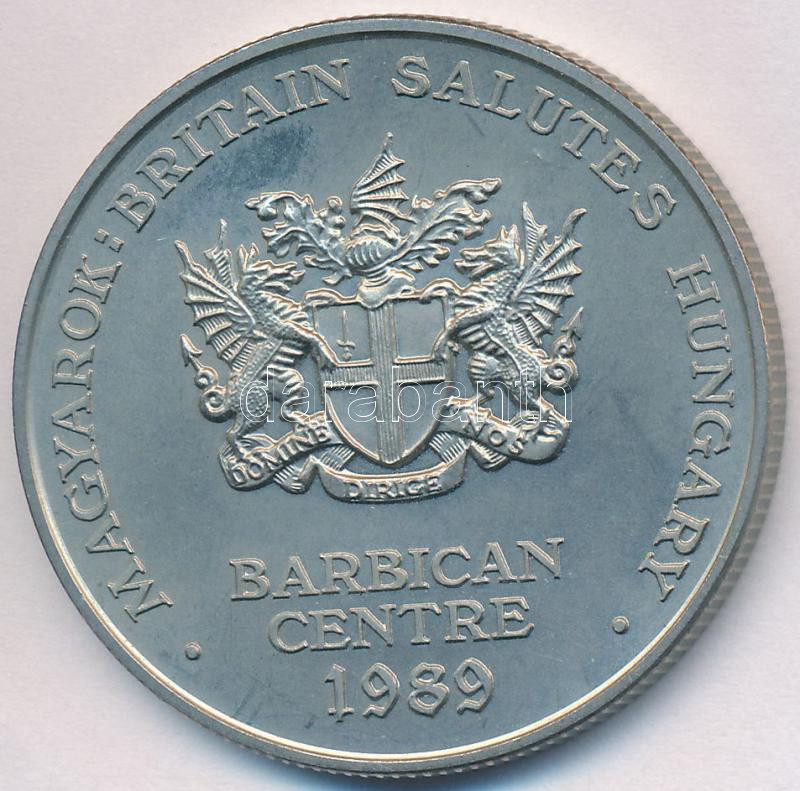 · MAGYAROK: BRITAIN SALUTES HUNGARY ·
DOMINE DIRIGE NOS
BARBICAN
CENTRE
1989
darabanth